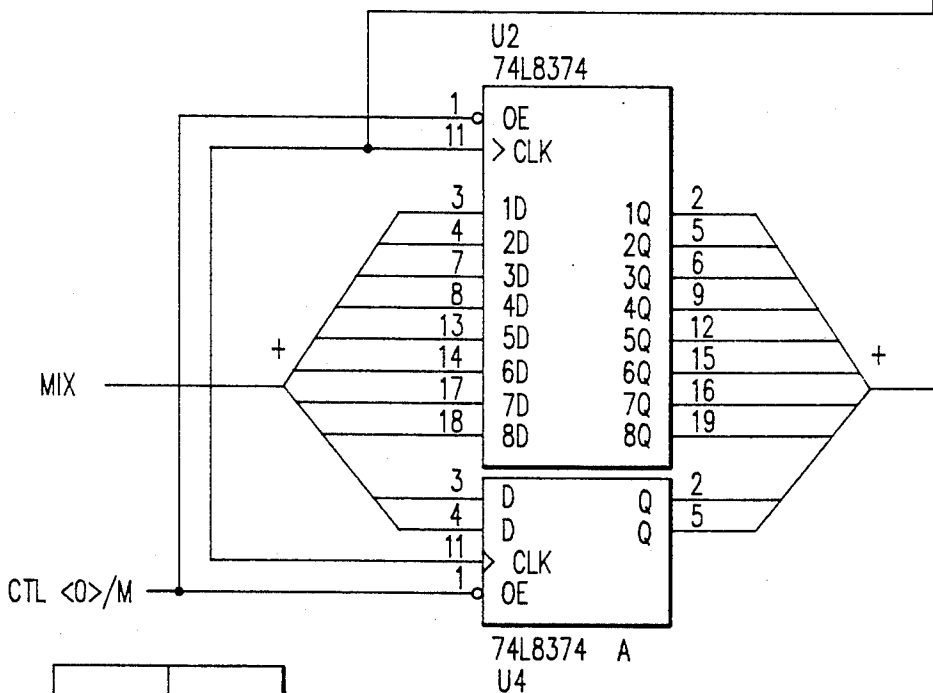 U2
74L8374
1 OE
11 CLK
3 1D 1Q 2
4 2D 2Q 5
7 3D 3Q 6
8 4D 4Q 9
13 5D 5Q 12
+ 14 6D 6Q 15 +
MIX 17 7D 7Q 16
18 8D 8Q 19
3 D Q 2
4 D Q 5
11 CLK
CTL <0>/M 1 OE
74L8374 A
U4